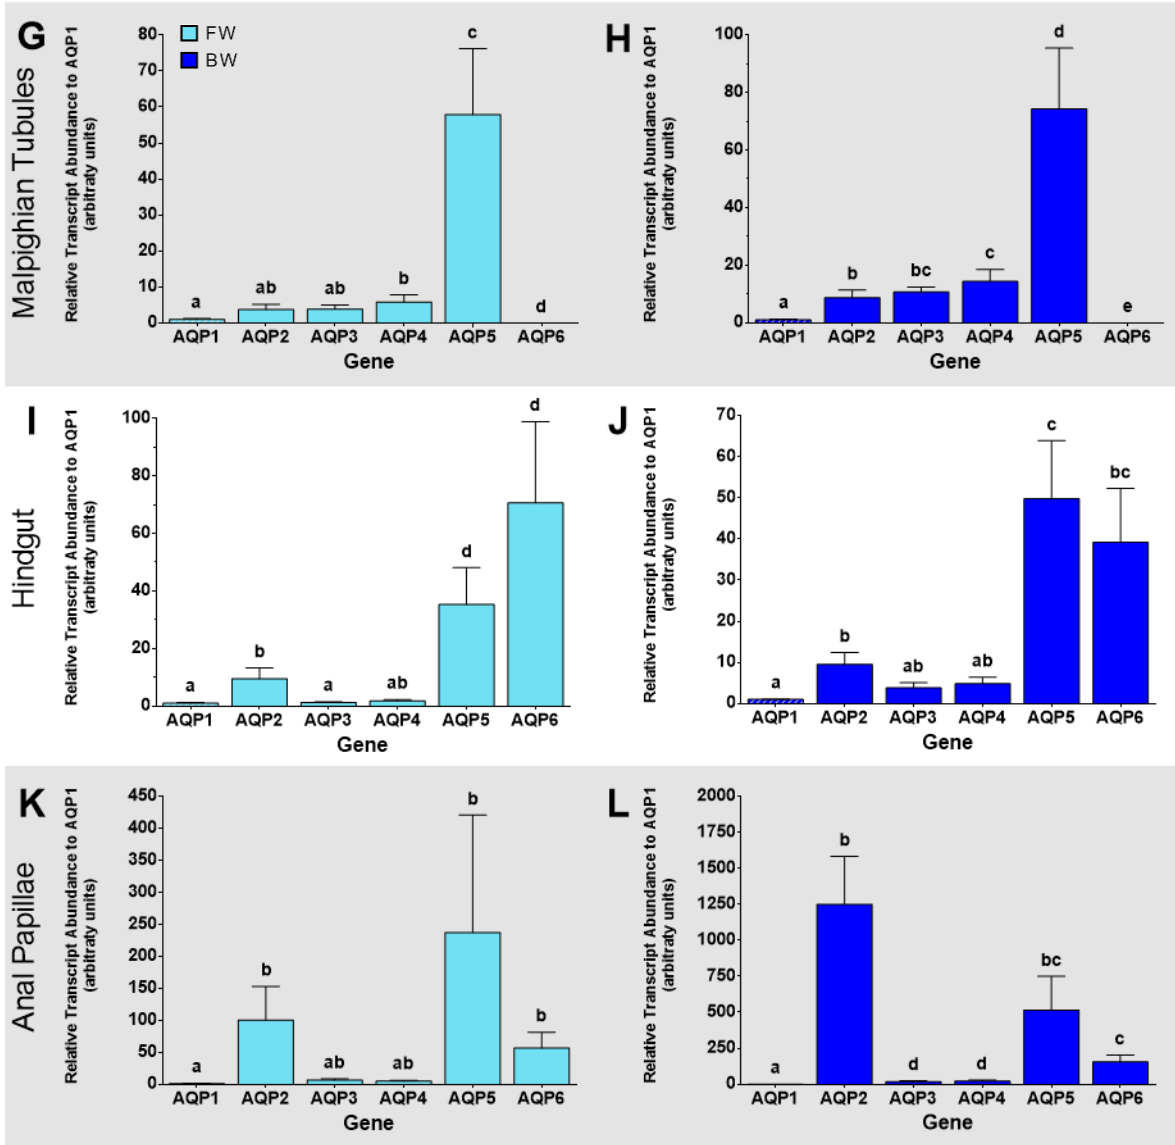 Malpighian Tubules
G
Relative Transcript Abundance to AQP1
(arbitraty units)
80
70
60
50
40
30
20
10
0
FW
BW
a
ab
ab
b
c
d
AQP1 AQP2 AQP3 AQP4 AQP5 AQP6
Gene
H
Relative Transcript Abundance to AQP1
(arbitraty units)
100
80
60
40
20
0
a
b
bc
c
d
e
AQP1 AQP2 AQP3 AQP4 AQP5 AQP6
Gene
Hindgut
I
Relative Transcript Abundance to AQP1
(arbitraty units)
100
80
60
40
20
0
a
b
a
ab
d
d
AQP1 AQP2 AQP3 AQP4 AQP5 AQP6
Gene
J
Relative Transcript Abundance to AQP1
(arbitraty units)
70
60
50
40
30
20
10
0
a
b
ab
ab
c
bc
AQP1 AQP2 AQP3 AQP4 AQP5 AQP6
Gene
Anal Papillae
K
Relative Transcript Abundance to AQP1
(arbitraty units)
450
400
350
300
250
200
150
100
50
0
a
b
ab
ab
b
b
AQP1 AQP2 AQP3 AQP4 AQP5 AQP6
Gene
L
Relative Transcript Abundance to AQP1
(arbitraty units)
2000
1750
1500
1250
1000
750
500
250
0
a
b
d
d
bc
c
AQP1 AQP2 AQP3 AQP4 AQP5 AQP6
Gene